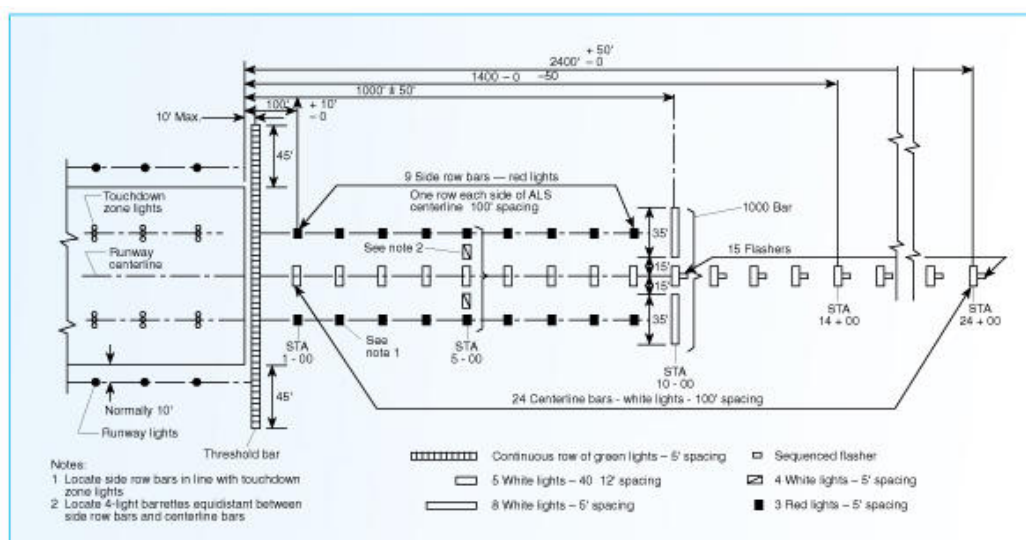 + 50'
2400' – 0
1400 – 0 –50
1000' ± 50'
100' + 10'
– 0
10' Max.
45'
9 Side row bars — red lights
One row each side of ALS
centerline 100' spacing
Touchdown
zone lights
35'
1000 Bar
See note 2
15 Flashers
Runway
centerline
15'
15'
35'
STA
1 - 00
See
note 1
STA
5 - 00
STA
14 + 00
STA
24 + 00
STA
10 - 00
Normally 10'
45'
24 Centerline bars - white lights - 100' spacing
Runway lights
Threshold bar
Notes:
1 Locate side row bars in line with touchdown
zone lights
2 Locate 4-light barrettes equidistant between
side row bars and centerline bars
Continuous row of green lights – 5' spacing
5 White lights – 40 12' spacing
8 White lights – 5' spacing
Sequenced flasher
4 White lights – 5' spacing
3 Red lights – 5' spacing